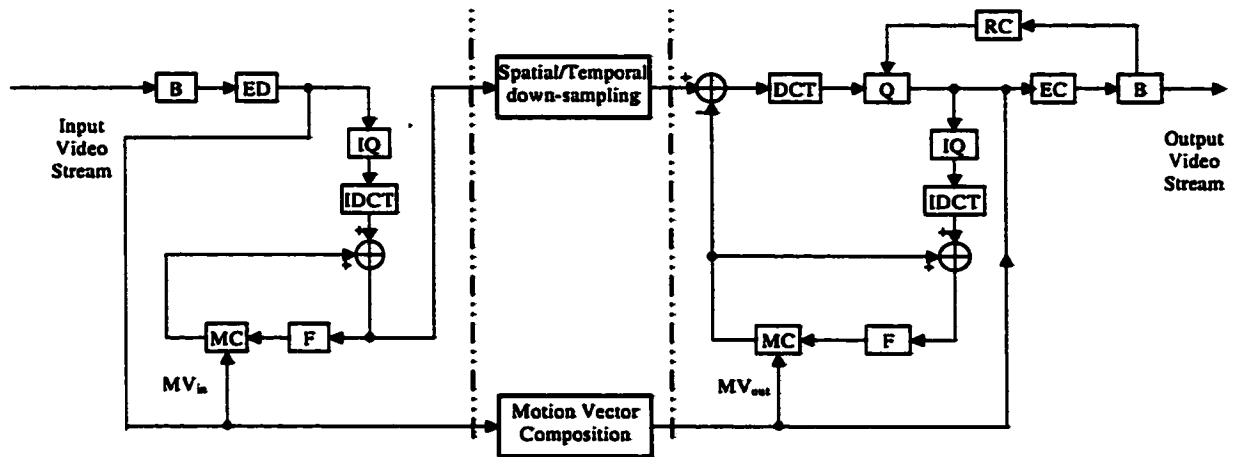 RC
Spatial/Temporal
down-sampling
B
ED
DCT
Q
EC
B
Input
Video
Stream
Output
Video
Stream
IQ
IQ
IDCT
IDCT
+
+
+
-
+
+
MC
F
MC
F
MVin
MVout
Motion Vector
Composition